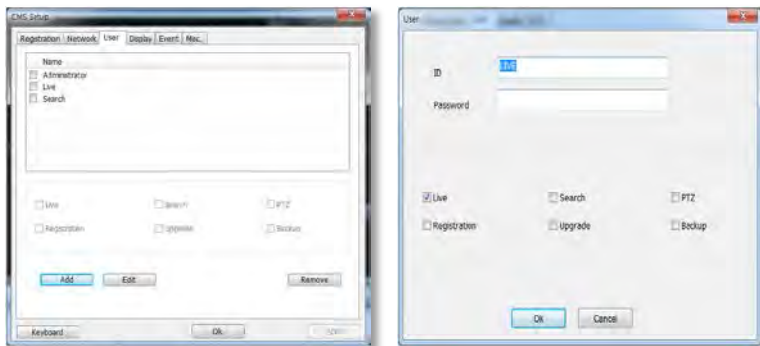 CMS Setup
Registration Network User Display Event Misc.
Name
Administrator
Live
Search
Live Search PTZ
Registration Upgrade Backup
Add Edit Remove
Keyboard Ok
User
ID LIVE
Password
Live Search PTZ
Registration Upgrade Backup
Ok Cancel